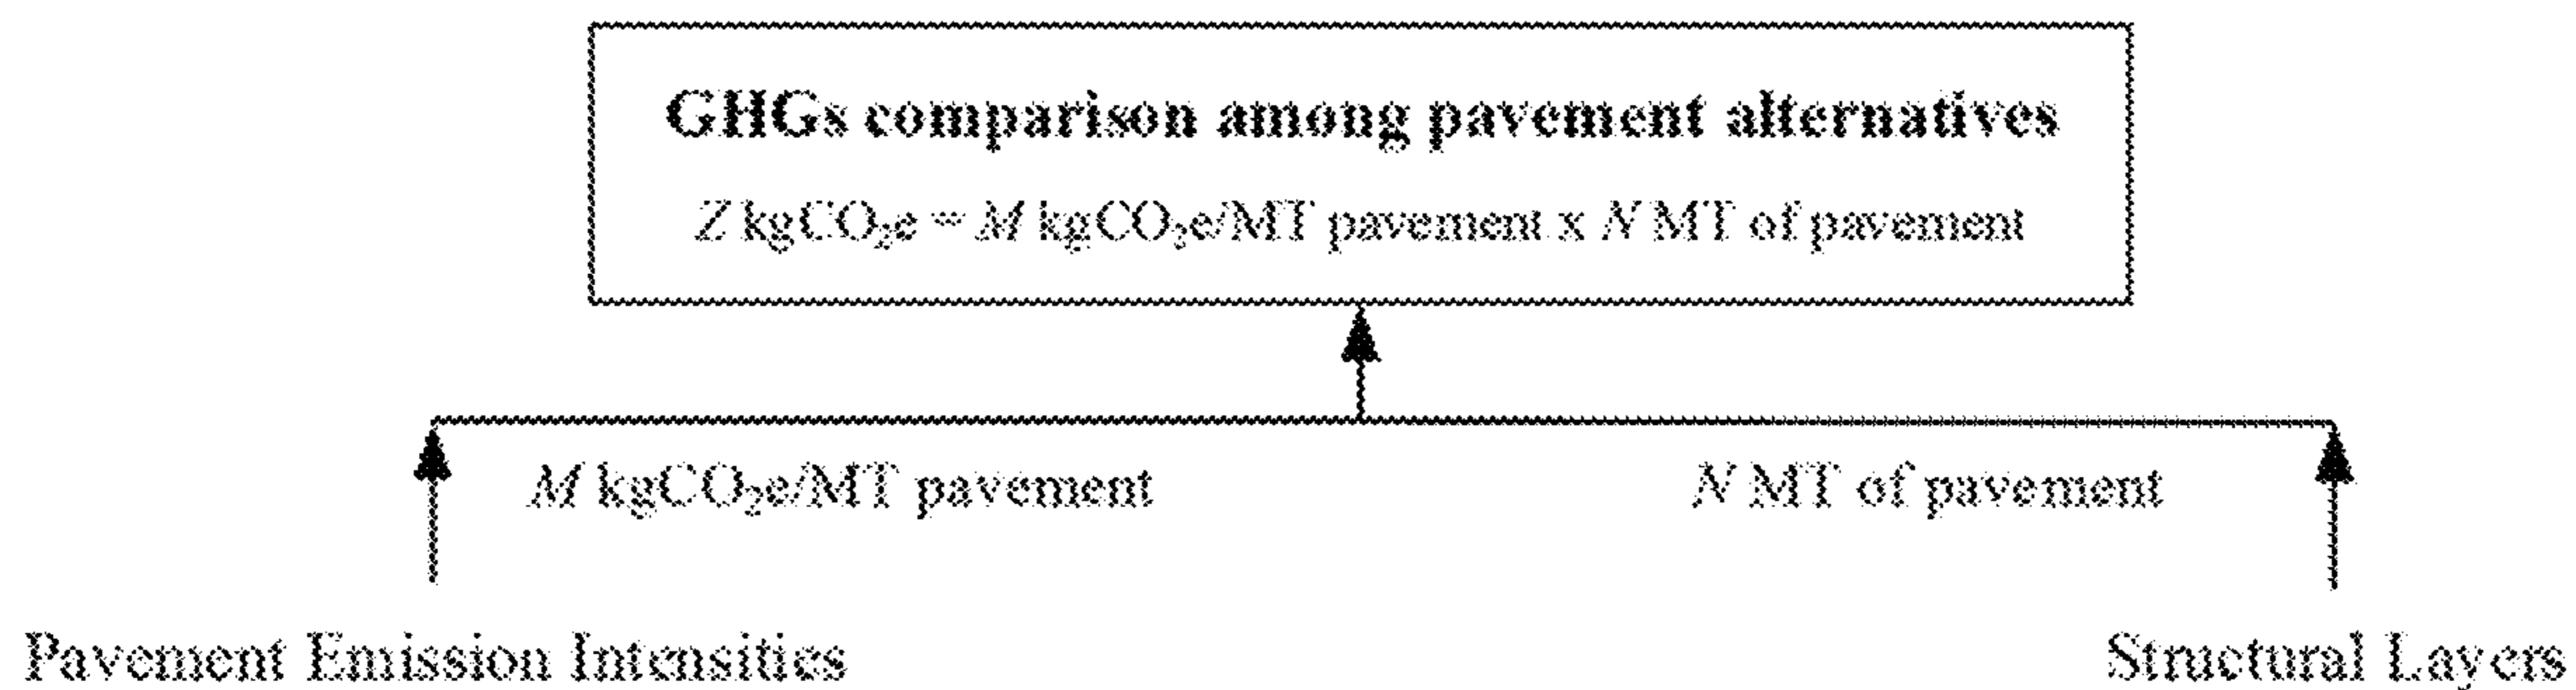 GHGs comparison among pavement alternatives
Z kgCO₂e = M kgCO₂e/MT pavement x N MT of pavement
M kgCO₂e/MT pavement
N MT of pavement
Pavement Emission Intensities
Structural Layers